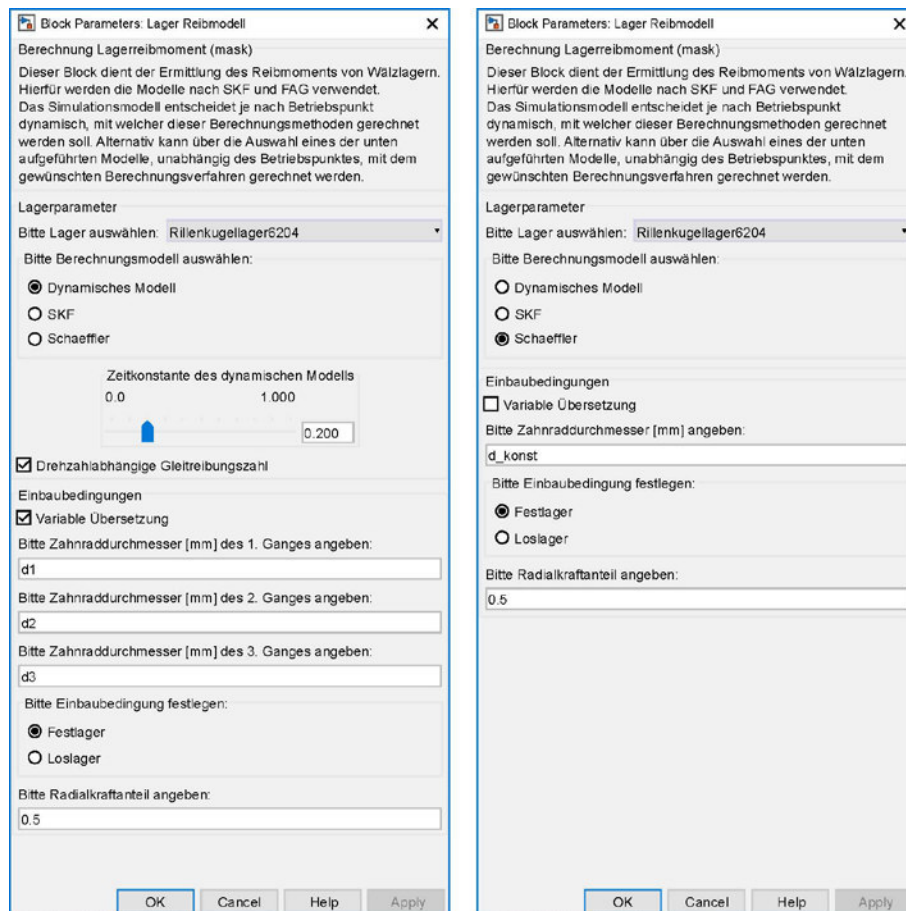 Block Parameters: Lager Reibmodell
Berechnung Lagerreibmoment (mask)
Dieser Block dient der Ermittlung des Reibmoments von Wälzlagern.
Hierfür werden die Modelle nach SKF und FAG verwendet.
Das Simulationsmodell entscheidet je nach Betriebspunkt
dynamisch, mit welcher dieser Berechnungsmethoden gerechnet
werden soll. Alternativ kann über die Auswahl eines der unten
aufgeführten Modelle, unabhängig des Betriebspunktes, mit dem
gewünschten Berechnungsverfahren gerechnet werden.
Lagerparameter
Bitte Lager auswählen: Rillenkugellager6204
Bitte Berechnungsmodell auswählen:
Dynamisches Modell
SKF
Schaeffler
Zeitkonstante des dynamischen Modells
0.0 1.000
0.200
Drehzahlabhängige Gleitreibungszahl
Einbaubedingungen
Variable Übersetzung
Bitte Zahnraddurchmesser [mm] des 1. Ganges angeben:
d1
Bitte Zahnraddurchmesser [mm] des 2. Ganges angeben:
d2
Bitte Zahnraddurchmesser [mm] des 3. Ganges angeben:
d3
Bitte Einbaubedingung festlegen:
Festlager
Loslager
Bitte Radialkraftanteil angeben:
0.5
OK Cancel Help Apply
Block Parameters: Lager Reibmodell
Berechnung Lagerreibmoment (mask)
Dieser Block dient der Ermittlung des Reibmoments von Wälzlagern.
Hierfür werden die Modelle nach SKF und FAG verwendet.
Das Simulationsmodell entscheidet je nach Betriebspunkt
dynamisch, mit welcher dieser Berechnungsmethoden gerechnet
werden soll. Alternativ kann über die Auswahl eines der unten
aufgeführten Modelle, unabhängig des Betriebspunktes, mit dem
gewünschten Berechnungsverfahren gerechnet werden.
Lagerparameter
Bitte Lager auswählen: Rillenkugellager6204
Bitte Berechnungsmodell auswählen:
Dynamisches Modell
SKF
Schaeffler
Einbaubedingungen
Variable Übersetzung
Bitte Zahnraddurchmesser [mm] angeben:
d_konst
Bitte Einbaubedingung festlegen:
Festlager
Loslager
Bitte Radialkraftanteil angeben:
0.5
OK Cancel Help Apply